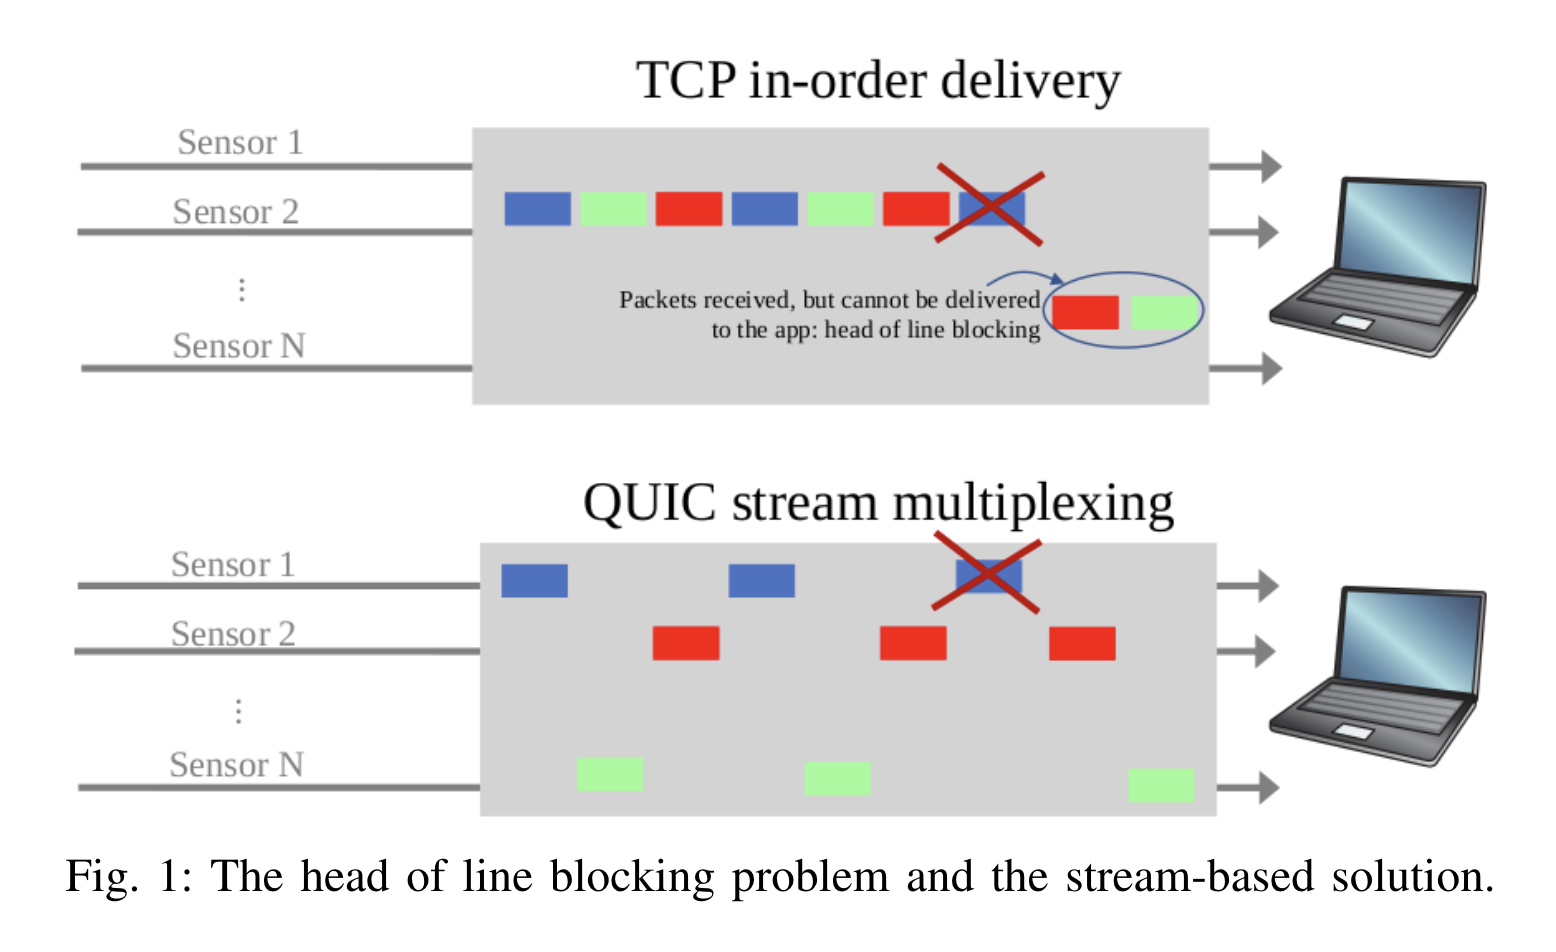 TCP in-order delivery
Sensor 1
Sensor 2
⋮
Sensor N
Packets received, but cannot be delivered
to the app: head of line blocking
QUIC stream multiplexing
Sensor 1
Sensor 2
⋮
Sensor N
Fig. 1: The head of line blocking problem and the stream-based solution.